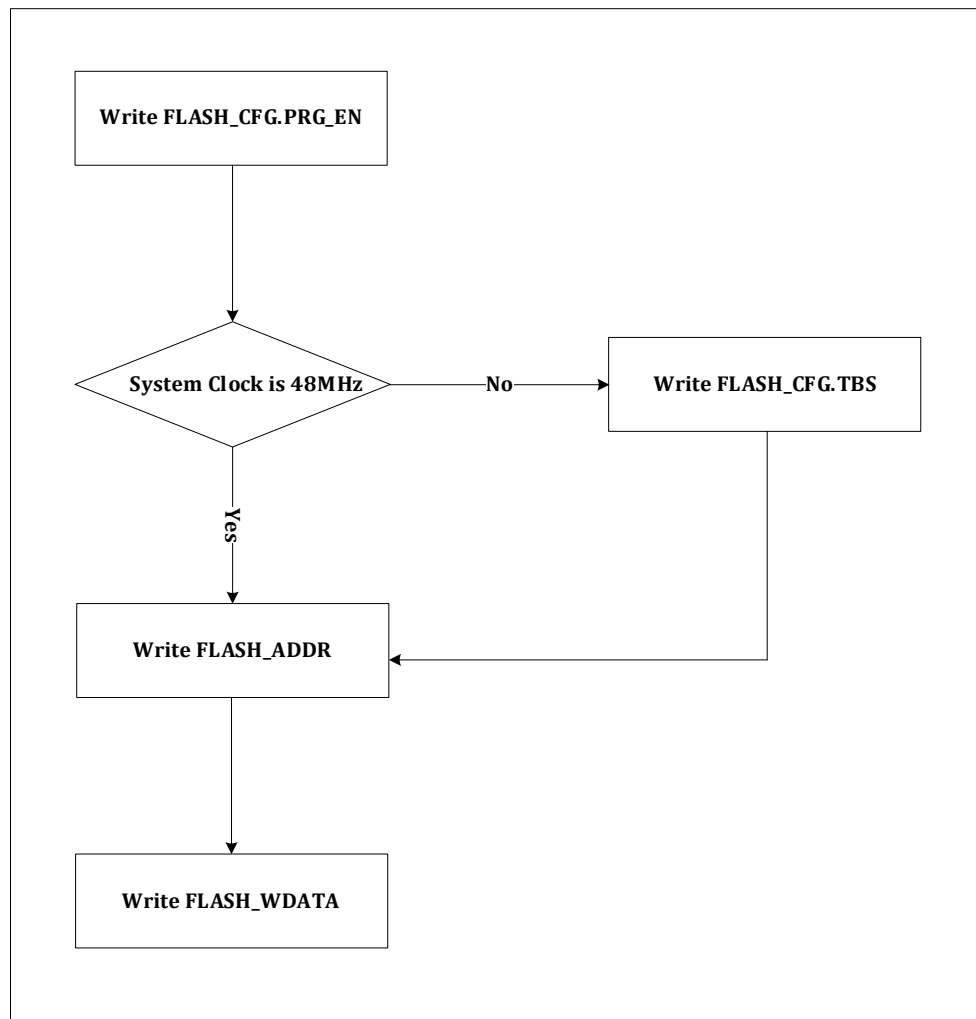 Write FLASH_CFG.PRG_EN
System Clock is 48MHz
No
Write FLASH_CFG.TBS
Yes
Write FLASH_ADDR
Write FLASH_WDATA